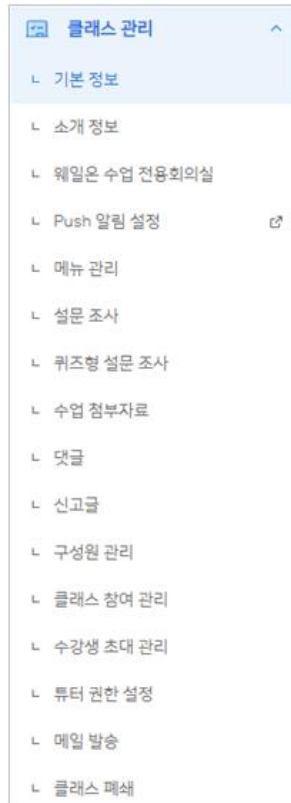 클래스 관리
ㄴ 기본 정보
ㄴ 소개 정보
ㄴ 웨일온 수업 전용회의실
ㄴ Push 알림 설정
ㄴ 메뉴 관리
ㄴ 설문 조사
ㄴ 퀴즈형 설문 조사
ㄴ 수업 첨부자료
ㄴ 댓글
ㄴ 신고글
ㄴ 구성원 관리
ㄴ 클래스 참여 관리
ㄴ 수강생 초대 관리
ㄴ 튜터 권한 설정
ㄴ 메일 발송
ㄴ 클래스 폐쇄